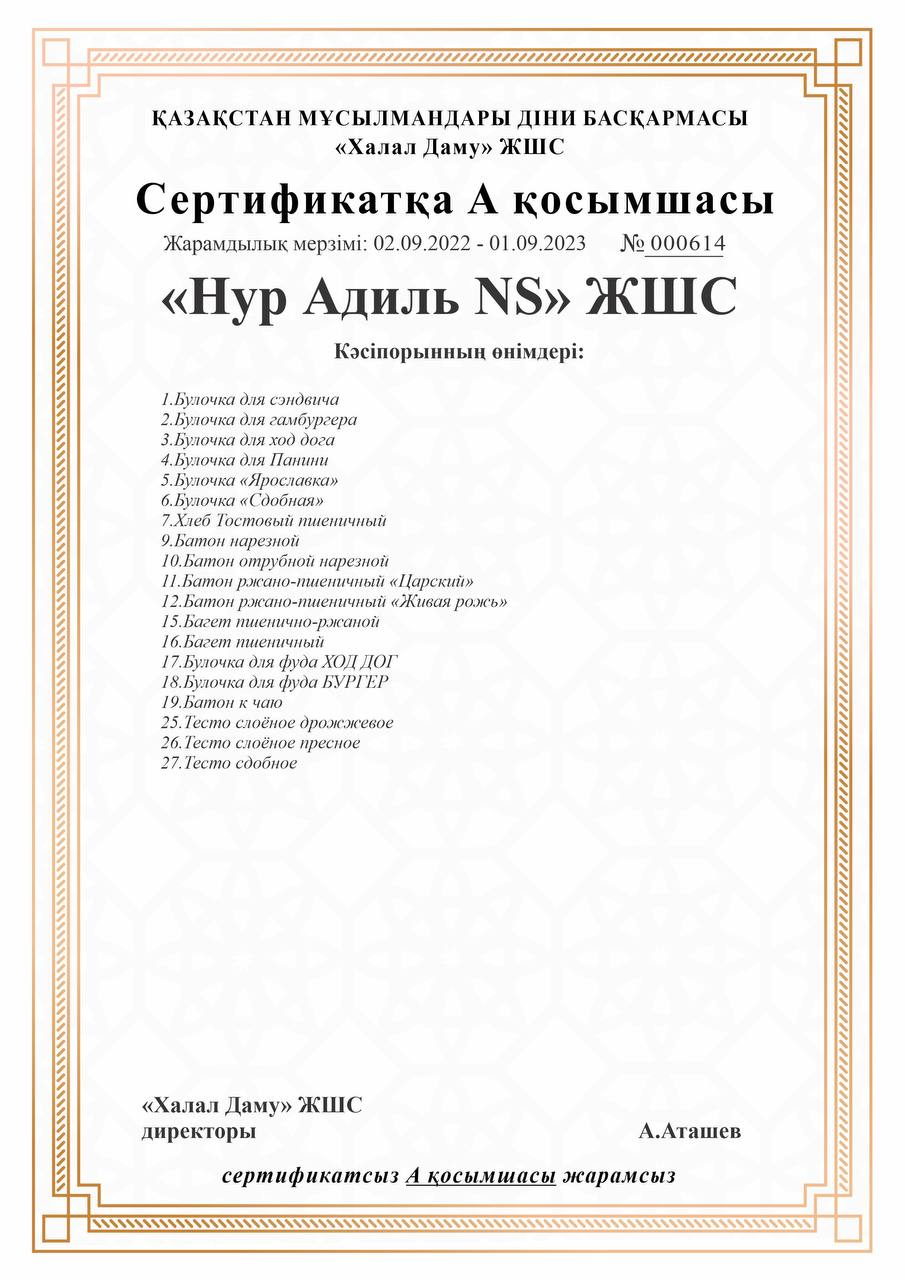 ҚАЗАҚСТАН МҰСЫЛМАНДАРЫ ДІНИ БАСҚАРМАСЫ
«Халал Даму» ЖШС
Сертификатқа А қосымшасы
Жарамдылық мерзімі: 02.09.2022 - 01.09.2023 № 000614
«Нур Адиль NS» ЖШС
Кәсіпорынның өнімдері:
1.Булочка для сэндвича
2.Булочка для гамбургера
3.Булочка для ход дога
4.Булочка для Панини
5.Булочка «Ярославка»
6.Булочка «Сдобная»
7.Хлеб Тостовый пшеничный
9.Батон нарезной
10.Батон отрубной нарезной
11.Батон ржано-пшеничный «Царский»
12.Батон ржано-пшеничный «Живая рожь»
15.Багет пшенично-ржаной
16.Багет пшеничный
17.Булочка для фуда ХОД ДОГ
18.Булочка для фуда БУРГЕР
19.Батон к чаю
25.Тесто слоёное дрожжевое
26.Тесто слоёное пресное
27.Тесто сдобное
«Халал Даму» ЖШС
директоры А.Аташев
сертификатсыз А қосымшасы жарамсыз